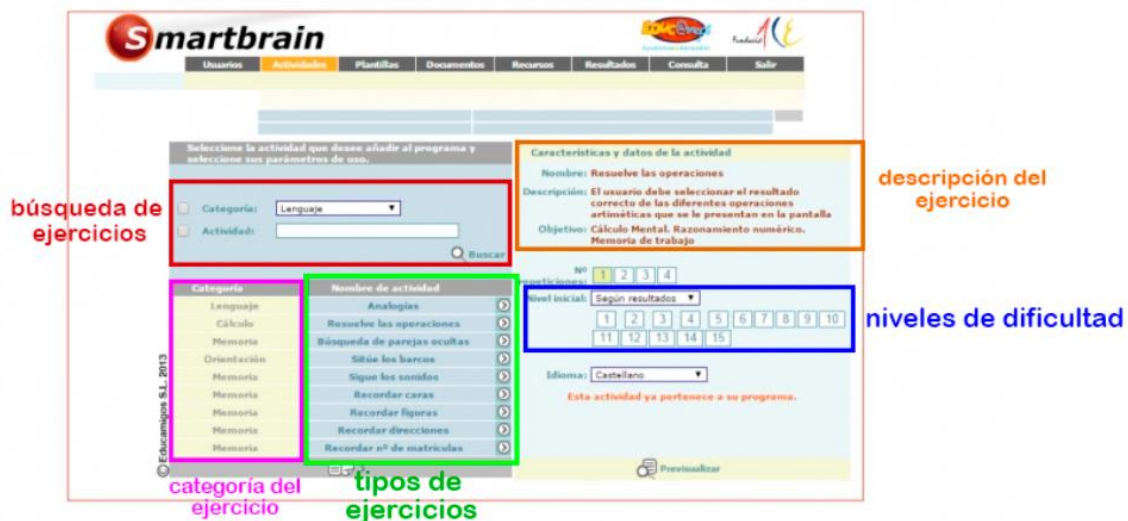 Smartbrain
EDUCamigos
Fundació ACE
Usuarios Actividades Plantillas Documentos Recursos Resultados Consulta Salir
Seleccione la actividad que desee añadir al programa y
seleccione sus parámetros de uso.
búsqueda de
ejercicios
Categoría: Lenguaje
Actividad:
Buscar
Categoría Nombre de actividad
Lenguaje Analogías
Cálculo Resuelve las operaciones
Memoria Búsqueda de parejas ocultas
Orientación Sitúe los barcos
Memoria Sigue los sonidos
Memoria Recordar caras
Memoria Recordar figuras
Memoria Recordar direcciones
Memoria Recordar nº de matrículas
© Educamigos S.L. 2013
categoría del
ejercicio
tipos de
ejercicios
Características y datos de la actividad
Nombre: Resuelve las operaciones
Descripción: El usuario debe seleccionar el resultado
correcto de las diferentes operaciones
artiméticas que se le presentan en la pantalla
Objetivo: Cálculo Mental. Razonamiento numérico.
Memoria de trabajo
descripción del
ejercicio
Nº
repeticiones: 1 2 3 4
Nivel inicial: Según resultados
1 2 3 4 5 6 7 8 9 10
11 12 13 14 15
niveles de dificultad
Idioma: Castellano
Esta actividad ya pertenece a su programa.
Previsualizar